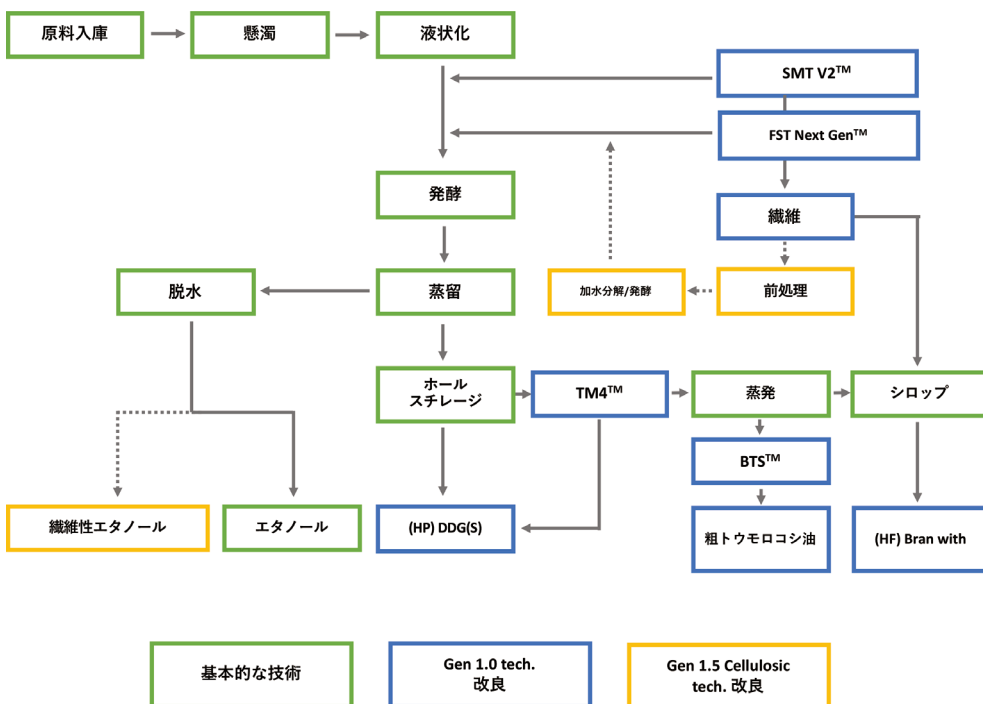 原料入庫
懸濁
液状化
SMT V2™
FST Next Gen™
発酵
繊維
脱水
蒸留
加水分解/発酵
前処理
ホール
スチレージ
TM4™
蒸発
シロップ
BTS™
繊維性エタノール
エタノール
(HP) DDG(S)
粗トウモロコシ油
(HF) Bran with
基本的な技術
Gen 1.0 tech.
改良
Gen 1.5 Cellulosic
tech. 改良